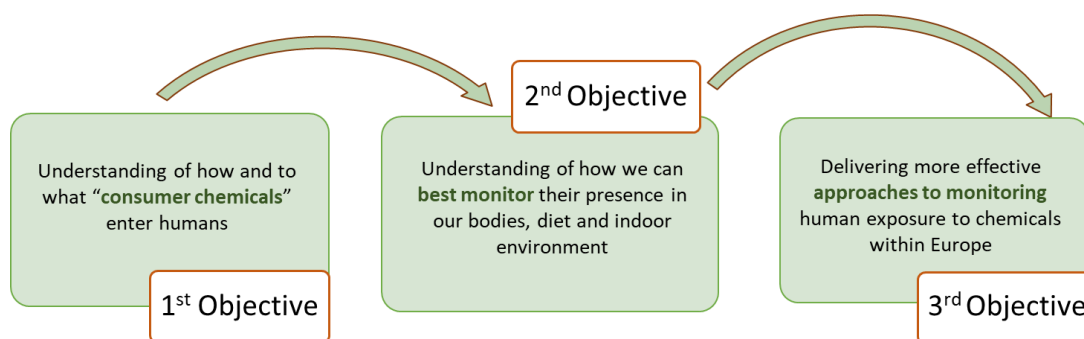 Understanding of how and to
what “consumer chemicals”
enter humans
1st Objective
2nd Objective
Understanding of how we can
best monitor their presence in
our bodies, diet and indoor
environment
Delivering more effective
approaches to monitoring
human exposure to chemicals
within Europe
3rd Objective